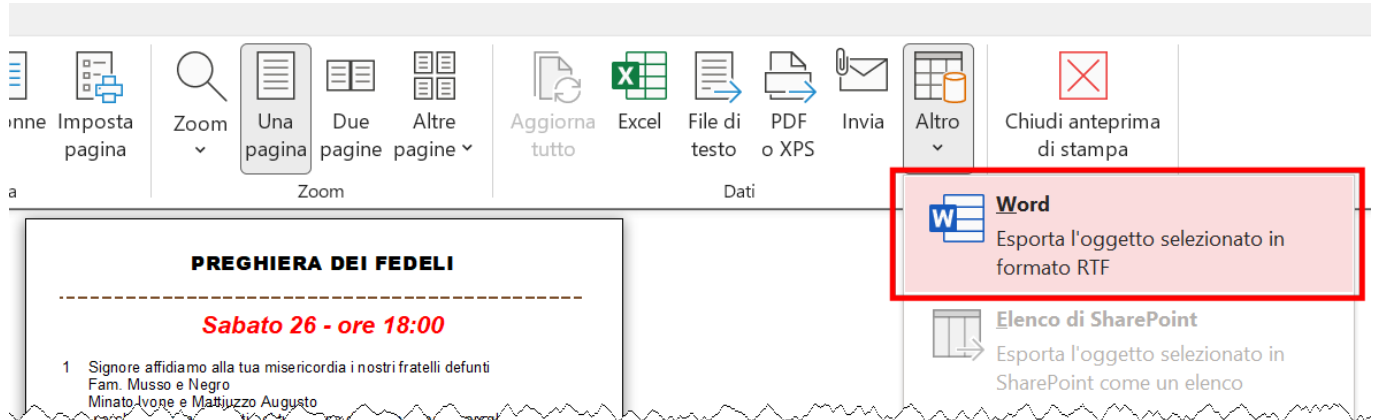 onne Imposta pagina
Zoom
Una pagina
Due pagine
Altre pagine
Aggiorna tutto
Excel
File di testo
PDF o XPS
Invia
Altro
Chiudi anteprima di stampa
a
Zoom
Dati
Word
Esporta l'oggetto selezionato in
formato RTF
Elenco di SharePoint
Esporta l'oggetto selezionato in
SharePoint come un elenco
PREGHIERA DEI FEDELI
Sabato 26 - ore 18:00
1 Signore affidiamo alla tua misericordia i nostri fratelli defunti
Fam. Musso e Negro
Minato Ivone e Mattiuzzo Augusto